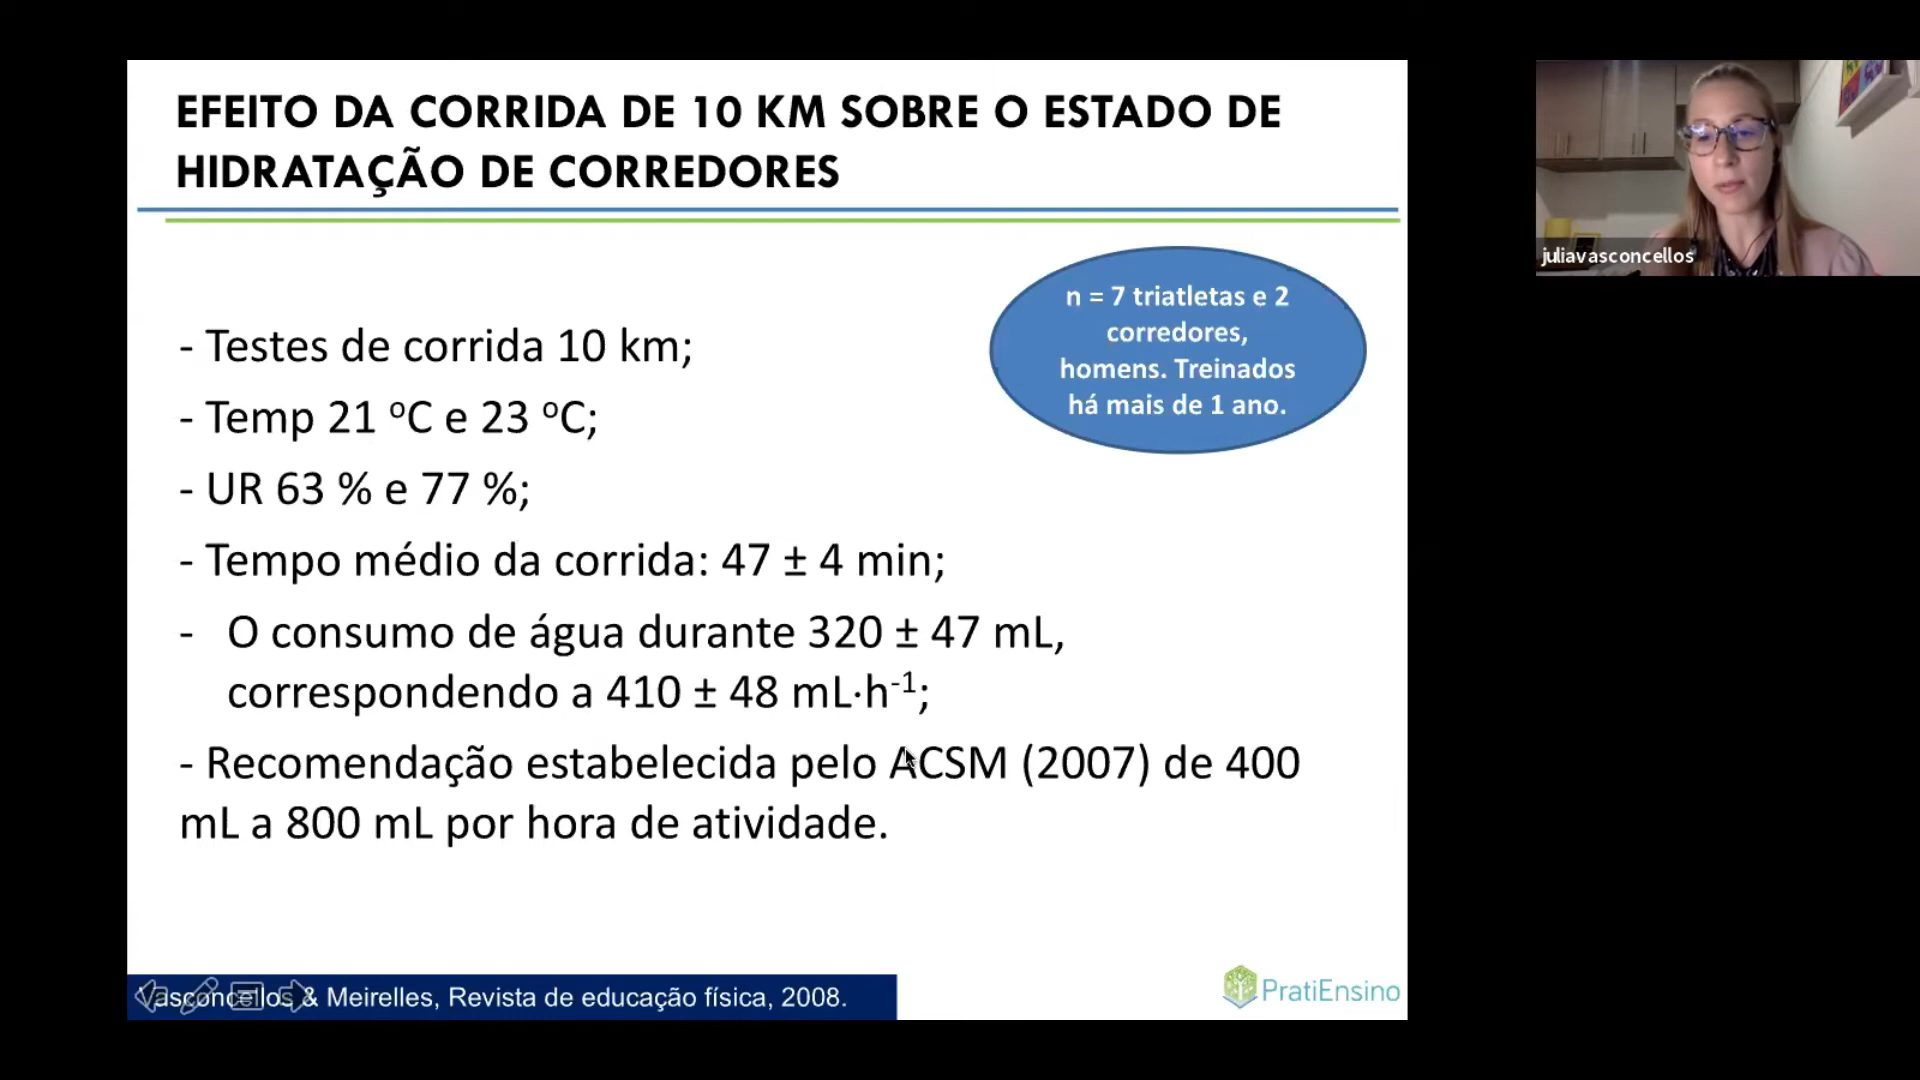 EFEITO DA CORRIDA DE 10 KM SOBRE O ESTADO DE
HIDRATAÇÃO DE CORREDORES
juliavasconcellos
n = 7 triatletas e 2
corredores,
homens. Treinados
há mais de 1 ano.
- Testes de corrida 10 km;
- Temp 21 ºC e 23 ºC;
- UR 63 % e 77 %;
- Tempo médio da corrida: 47 ± 4 min;
- O consumo de água durante 320 ± 47 mL,
correspondendo a 410 ± 48 mL·h⁻¹;
- Recomendação estabelecida pelo ACSM (2007) de 400
mL a 800 mL por hora de atividade.
Vasconcellos & Meirelles, Revista de educação física, 2008.
PratiEnsino